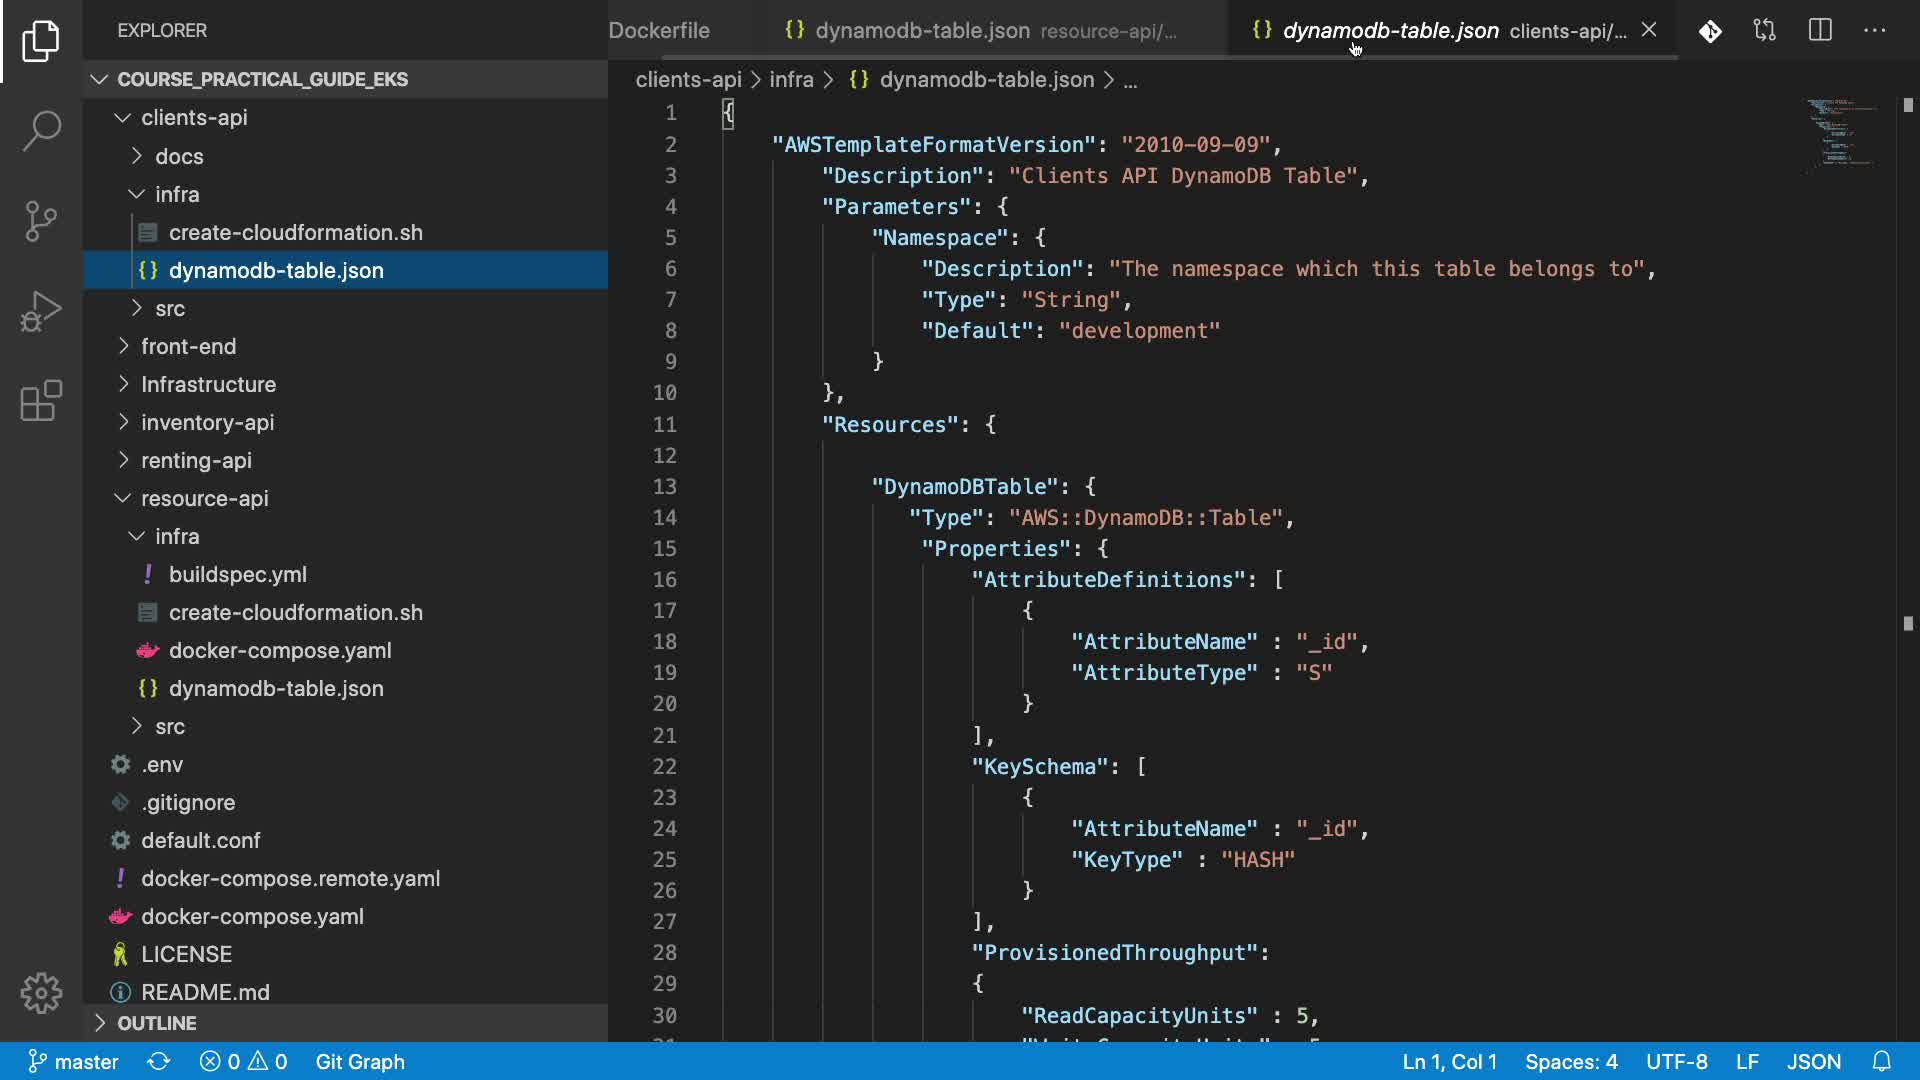 EXPLORER
COURSE_PRACTICAL_GUIDE_EKS
clients-api
docs
infra
create-cloudformation.sh
{} dynamodb-table.json
src
front-end
Infrastructure
inventory-api
renting-api
resource-api
infra
! buildspec.yml
create-cloudformation.sh
docker-compose.yaml
{} dynamodb-table.json
src
.env
.gitignore
default.conf
! docker-compose.remote.yaml
docker-compose.yaml
LICENSE
README.md
OUTLINE
Dockerfile
{} dynamodb-table.json resource-api/...
{} dynamodb-table.json clients-api/...
clients-api > infra > {} dynamodb-table.json > ...
1 {
2 "AWSTemplateFormatVersion": "2010-09-09",
3 "Description": "Clients API DynamoDB Table",
4 "Parameters": {
5 "Namespace": {
6 "Description": "The namespace which this table belongs to",
7 "Type": "String",
8 "Default": "development"
9 }
10 },
11 "Resources": {
12
13 "DynamoDBTable": {
14 "Type": "AWS::DynamoDB::Table",
15 "Properties": {
16 "AttributeDefinitions": [
17 {
18 "AttributeName" : "_id",
19 "AttributeType" : "S"
20 }
21 ],
22 "KeySchema": [
23 {
24 "AttributeName" : "_id",
25 "KeyType" : "HASH"
26 }
27 ],
28 "ProvisionedThroughput":
29 {
30 "ReadCapacityUnits" : 5,
master 0 0 Git Graph
Ln 1, Col 1 Spaces: 4 UTF-8 LF JSON